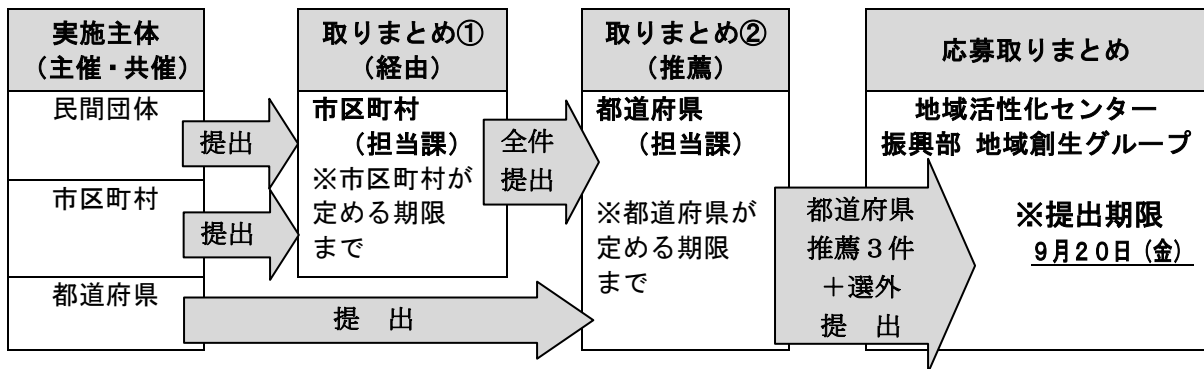 実施主体
（主催・共催）
民間団体
市区町村
都道府県
提出
提出
提　出
取りまとめ①
（経由）
市区町村
（担当課）
※市区町村が
定める期限
まで
全件
提出
取りまとめ②
（推薦）
都道府県
（担当課）
※都道府県が
定める期限
まで
都道府県
推薦３件
＋選外
提　出
応募取りまとめ
地域活性化センター
振興部 地域創生グループ
※提出期限
９月２０日（金）